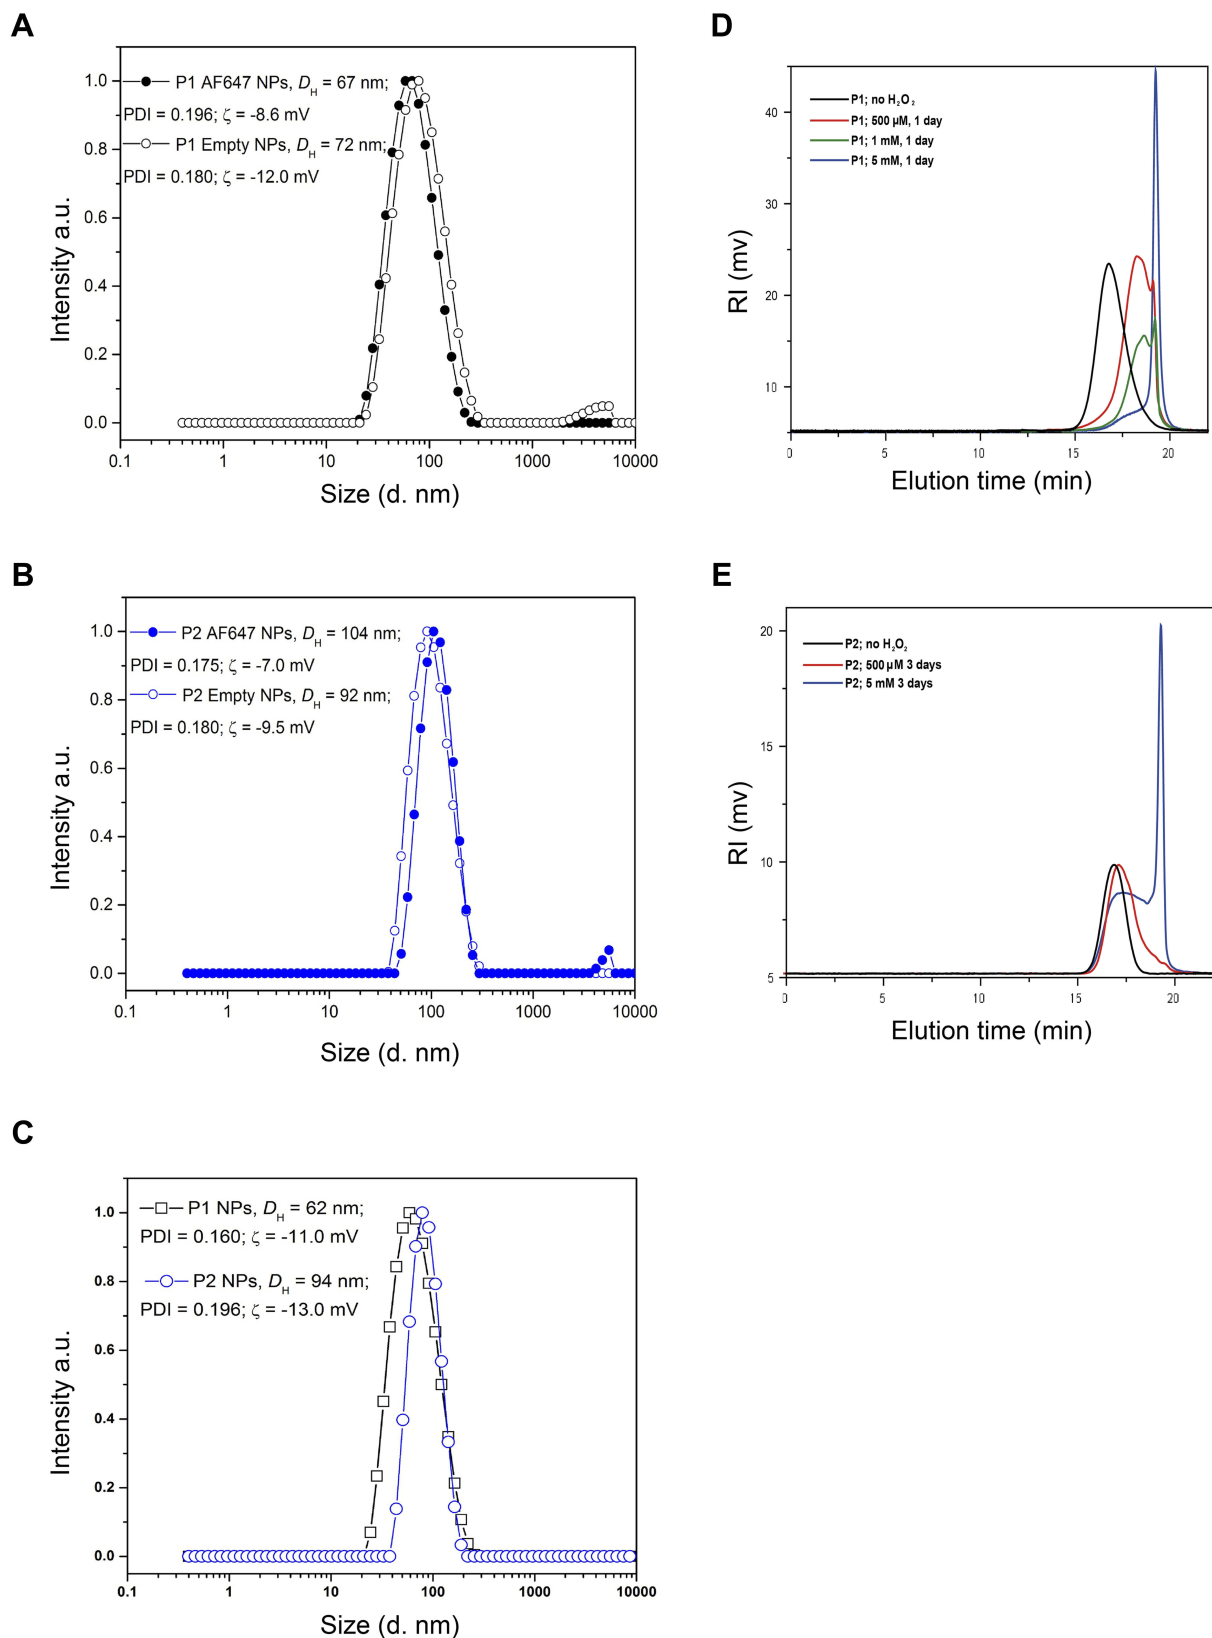 A
P1 AF647 NPs, D_H = 67 nm;
PDI = 0.196; ζ = -8.6 mV
P1 Empty NPs, D_H = 72 nm;
PDI = 0.180; ζ = -12.0 mV
Intensity a.u.
1.0
0.8
0.6
0.4
0.2
0.0
0.1 1 10 100 1000 10000
Size (d. nm)
D
P1; no H₂O₂
P1; 500 µM, 1 day
P1; 1 mM, 1 day
P1; 5 mM, 1 day
RI (mv)
40
30
20
10
0 5 10 15 20
Elution time (min)
B
P2 AF647 NPs, D_H = 104 nm;
PDI = 0.175; ζ = -7.0 mV
P2 Empty NPs, D_H = 92 nm;
PDI = 0.180; ζ = -9.5 mV
Intensity a.u.
1.0
0.8
0.6
0.4
0.2
0.0
0.1 1 10 100 1000 10000
Size (d. nm)
E
P2; no H₂O₂
P2; 500 µM 3 days
P2; 5 mM 3 days
RI (mv)
20
15
10
5
0 5 10 15 20
Elution time (min)
C
P1 NPs, D_H = 62 nm;
PDI = 0.160; ζ = -11.0 mV
P2 NPs, D_H = 94 nm;
PDI = 0.196; ζ = -13.0 mV
Intensity a.u.
1.0
0.8
0.6
0.4
0.2
0.0
0.1 1 10 100 1000 10000
Size (d. nm)